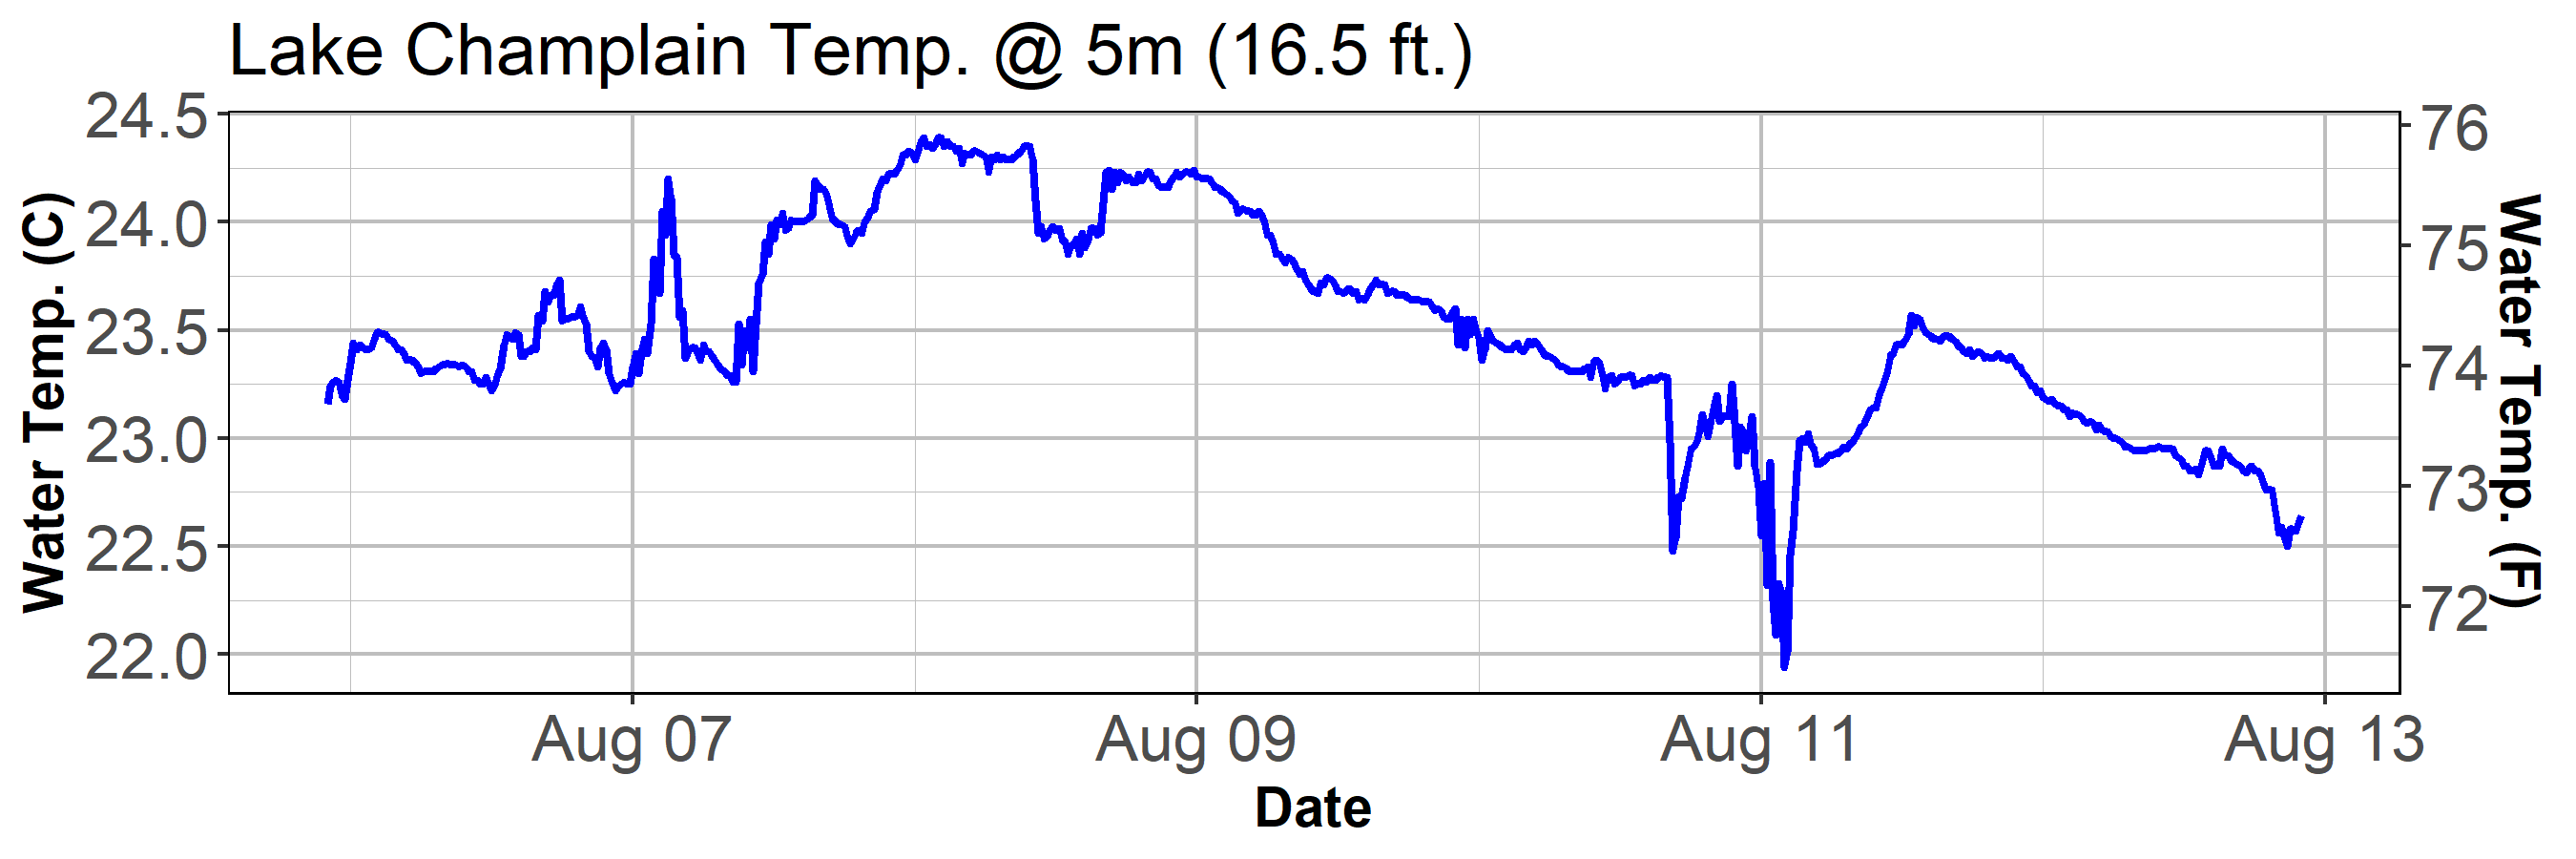 Lake Champlain Temp. @ 5m (16.5 ft.)
24.5
24.0
23.5
23.0
22.5
22.0
Water Temp. (C)
76
75
74
73
72
Water Temp. (F)
Aug 07
Aug 09
Aug 11
Aug 13
Date